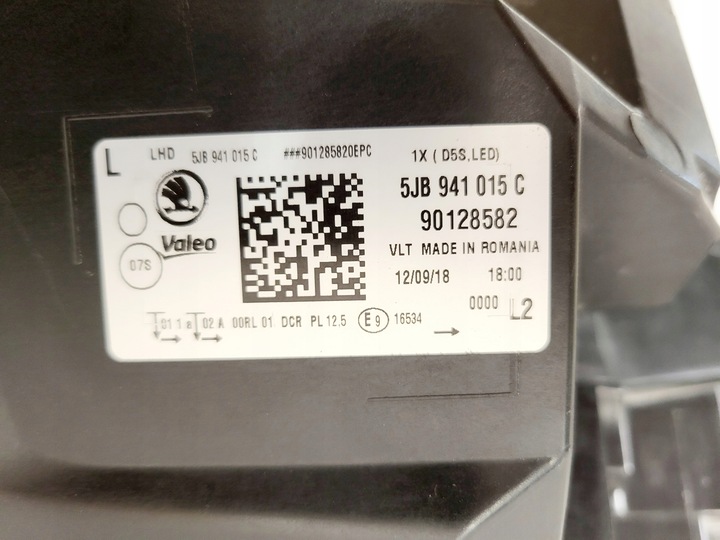 L LHD 5JB 941 015 C ###901285820EPC 1X ( D5S,LED)
5JB 941 015 C
90128582
Valeo
VLT MADE IN ROMANIA
07S
12/09/18 18:00
0000 L2
01 1 a 02 A 00RL 01 DCR PL 12,5 E9 16534